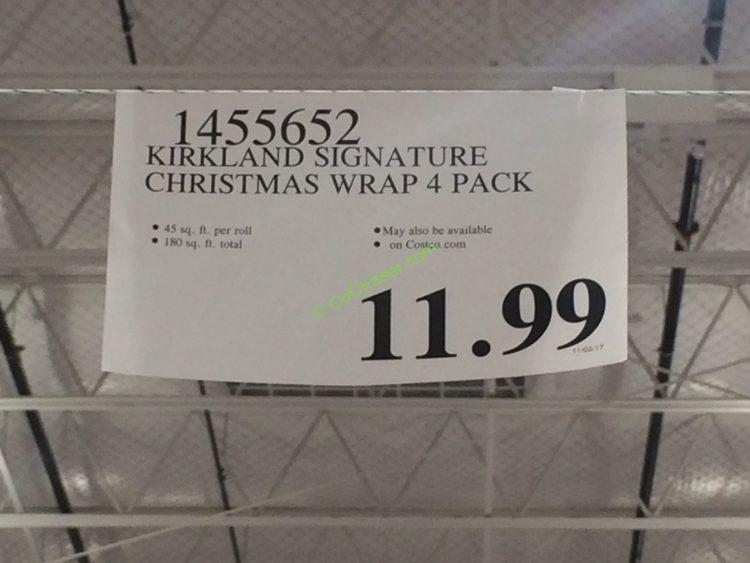 1455652
KIRKLAND SIGNATURE
CHRISTMAS WRAP 4 PACK
• 45 sq. ft. per roll
• 180 sq. ft. total
• May also be available
• on Costco.com
© CoChaser.com
11.99
11/02/17